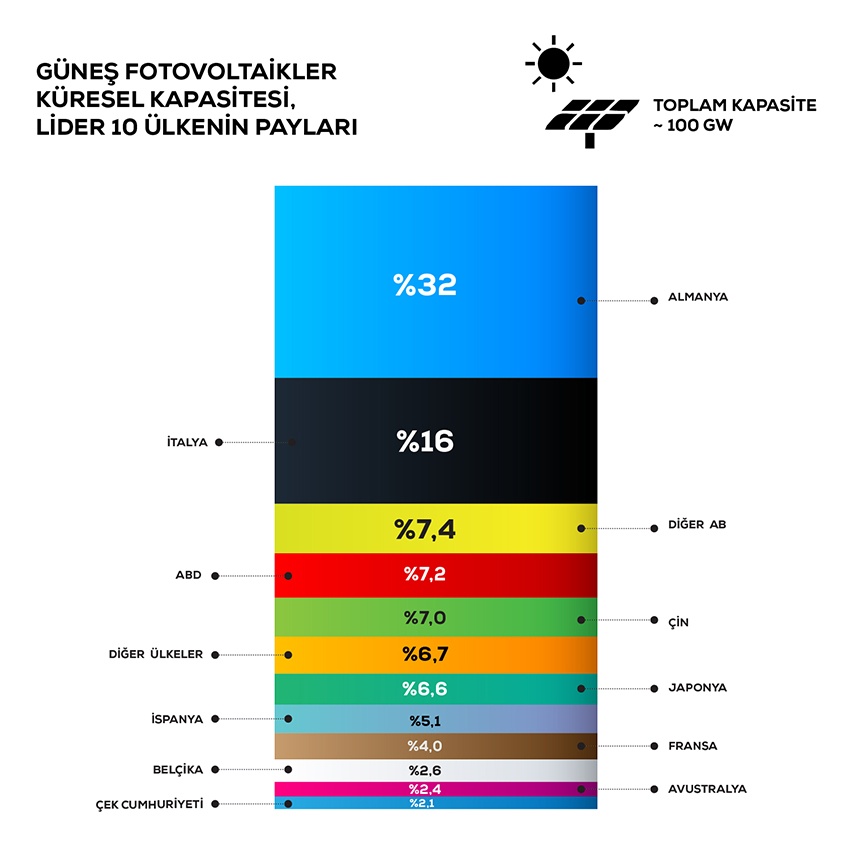 GÜNEŞ FOTOVOLTAİKLER
KÜRESEL KAPASİTESİ,
LİDER 10 ÜLKENİN PAYLARI
TOPLAM KAPASİTE
~ 100 GW
%32
ALMANYA
İTALYA
%16
%7,4
DİĞER AB
ABD
%7,2
%7,0
ÇİN
DİĞER ÜLKELER
%6,7
%6,6
JAPONYA
İSPANYA
%5,1
%4,0
FRANSA
BELÇİKA
%2,6
%2,4
AVUSTRALYA
ÇEK CUMHURİYETİ
%2,1